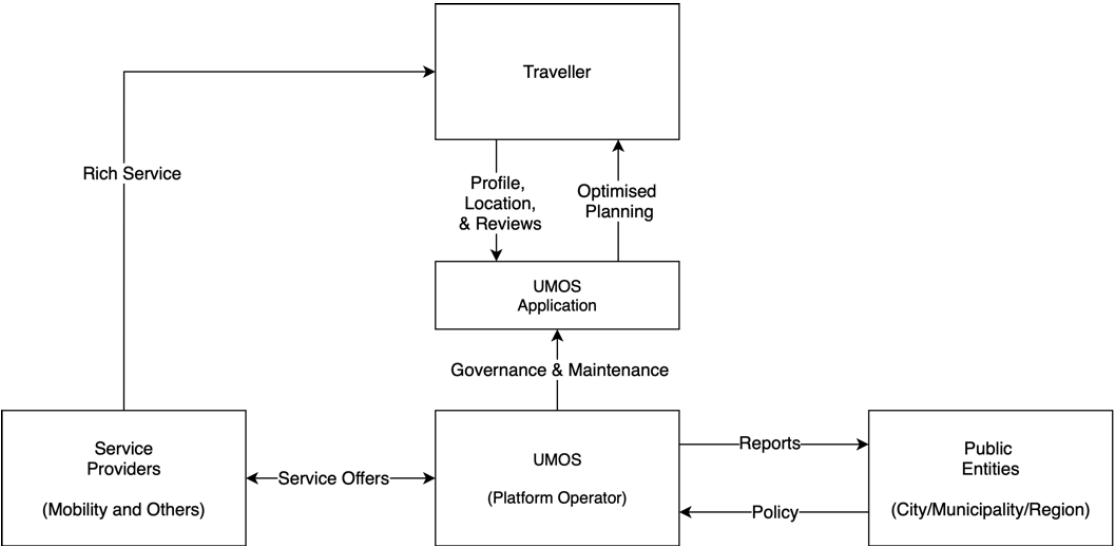 Traveller
Rich Service
Profile,
Location,
& Reviews
Optimised
Planning
UMOS
Application
Governance & Maintenance
Service
Providers
(Mobility and Others)
Service Offers
UMOS
(Platform Operator)
Reports
Policy
Public
Entities
(City/Municipality/Region)